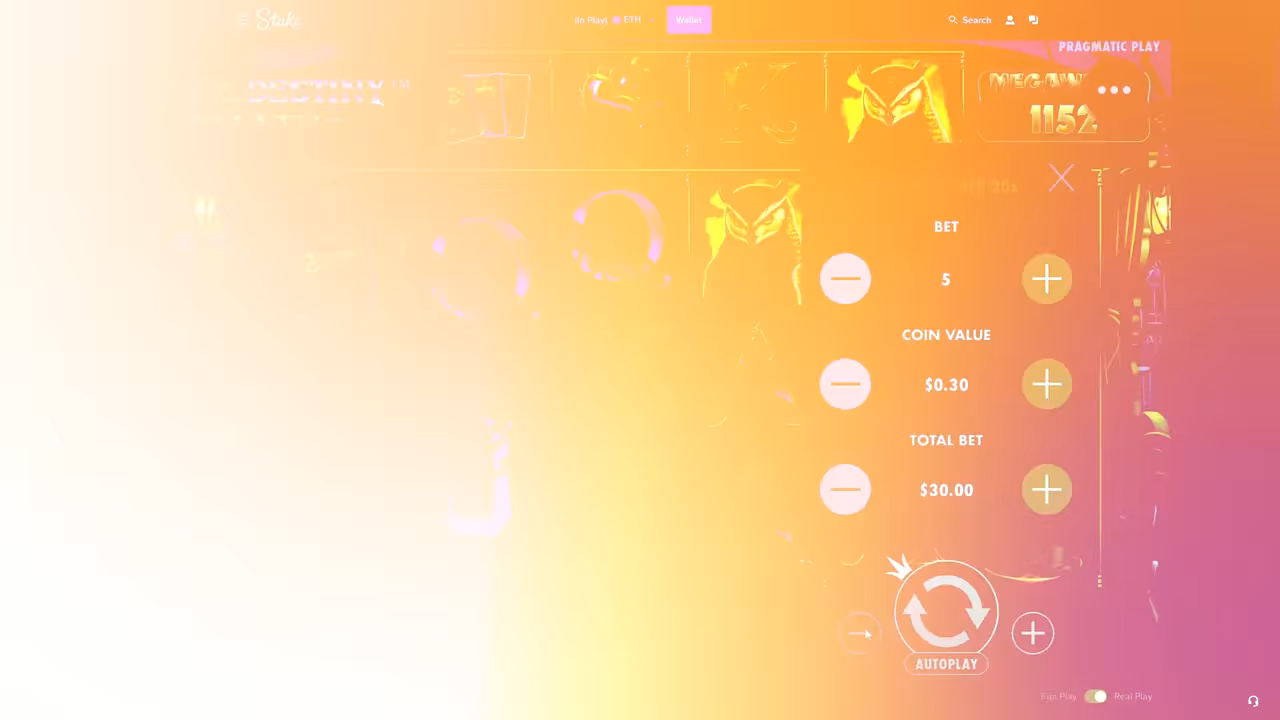 Stake
(In Play) ETH
Wallet
Search
PRAGMATIC PLAY
DESTINY
1152
BET
5
COIN VALUE
$0.30
TOTAL BET
$30.00
AUTOPLAY
Fun Play
Real Play